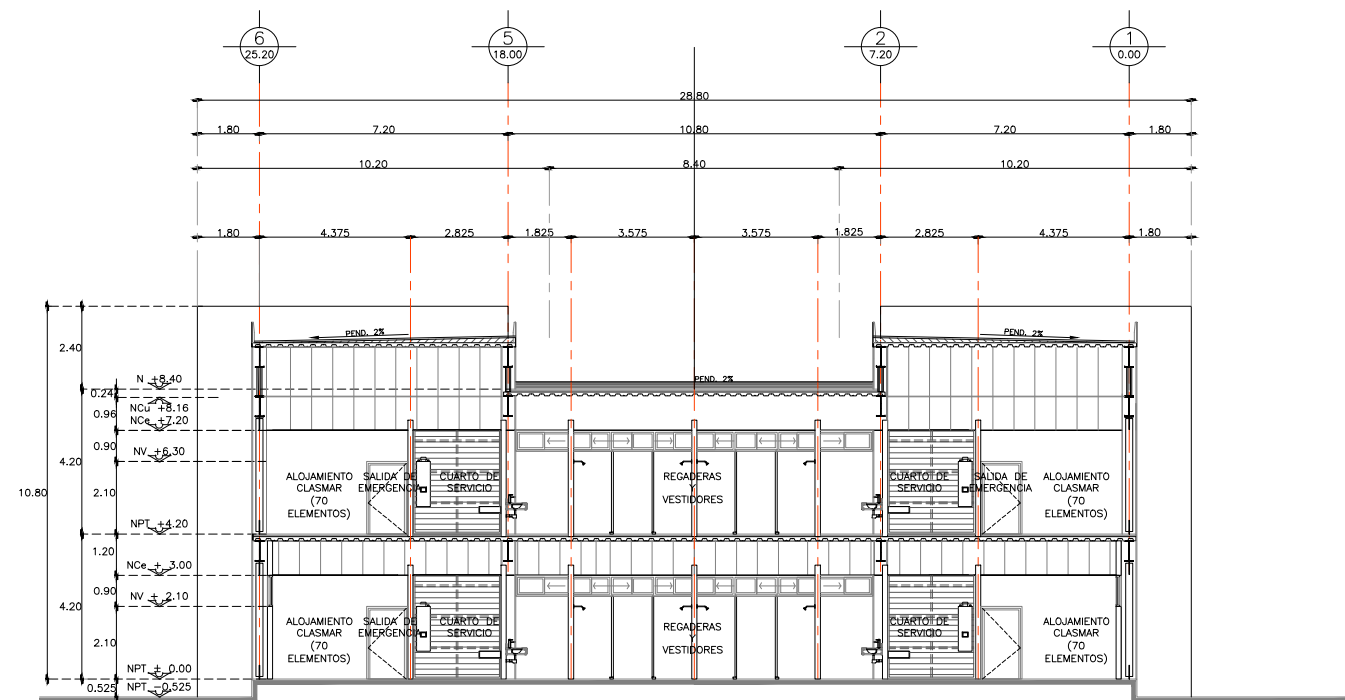 6 5 2 1
25.20 18.00 7.20 0.00
28.80
1.80 7.20 10.80 7.20 1.80
10.20 8.40 10.20
1.80 4.375 2.825 1.825 3.575 3.575 1.825 2.825 4.375 1.80
PEND. 2% PEND. 2%
2.40
N +8.40 PEND. 2%
0.24
NCu +8.16
0.96
NCe +7.20
0.90
NV +6.30
4.20
ALOJAMIENTO SALIDA DE CUARTO DE REGADERAS CUARTO DE SALIDA DE ALOJAMIENTO
CLASMAR EMERGENCIA SERVICIO Y SERVICIO EMERGENCIA CLASMAR
10.80 2.10 (70 VESTIDORES (70
ELEMENTOS) ELEMENTOS)
NPT +4.20
1.20
NCe + 3.00
0.90
NV + 2.10
4.20
ALOJAMIENTO SALIDA DE CUARTO DE REGADERAS CUARTO DE ALOJAMIENTO
CLASMAR EMERGENCIA SERVICIO Y SERVICIO CLASMAR
2.10 (70 VESTIDORES (70
ELEMENTOS) ELEMENTOS)
NPT + 0.00
0.525 NPT -0.525